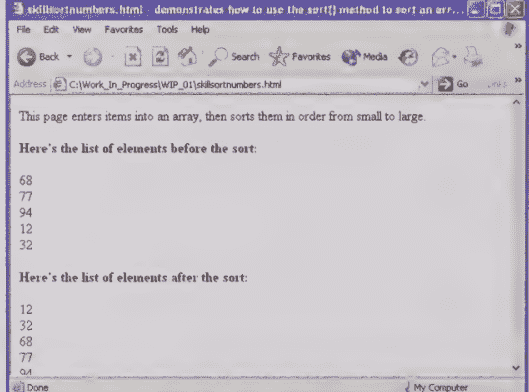 skillsortnumbers.html - demonstrates how to use the sort() method to sort an arr...
File Edit View Favorites Tools Help
Back Search Favorites Media
Address C:\Work_In_Progress\WIP_01\skillsortnumbers.html Go
This page enters items into an array, then sorts them in order from small to large.
Here's the list of elements before the sort:
68
77
94
12
32
Here's the list of elements after the sort:
12
32
68
77
94
Done My Computer